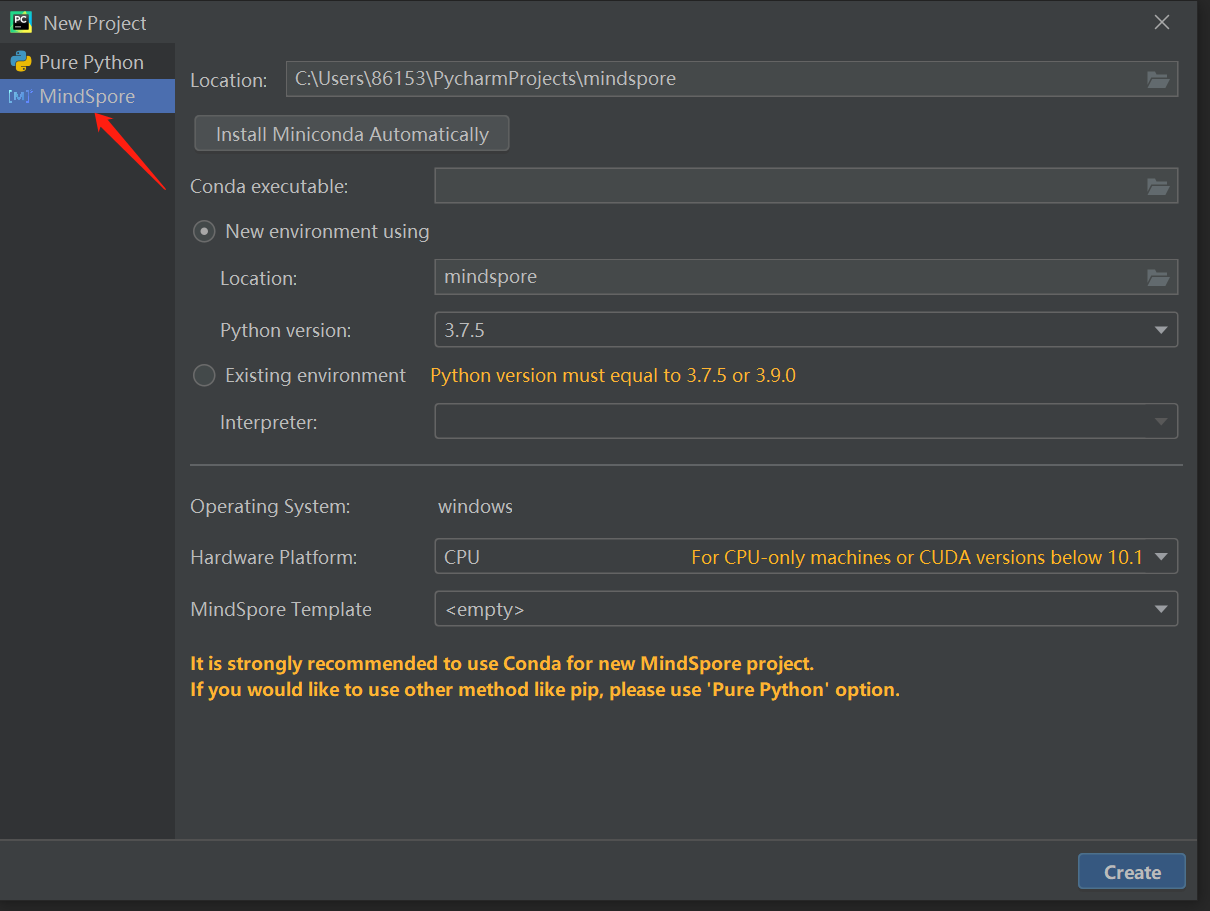 New Project
Pure Python
MindSpore
Location: C:\Users\86153\PycharmProjects\mindspore
Install Miniconda Automatically
Conda executable:
New environment using
Location: mindspore
Python version: 3.7.5
Existing environment Python version must equal to 3.7.5 or 3.9.0
Interpreter:
Operating System: windows
Hardware Platform: CPU For CPU-only machines or CUDA versions below 10.1
MindSpore Template <empty>
It is strongly recommended to use Conda for new MindSpore project.
If you would like to use other method like pip, please use 'Pure Python' option.
Create